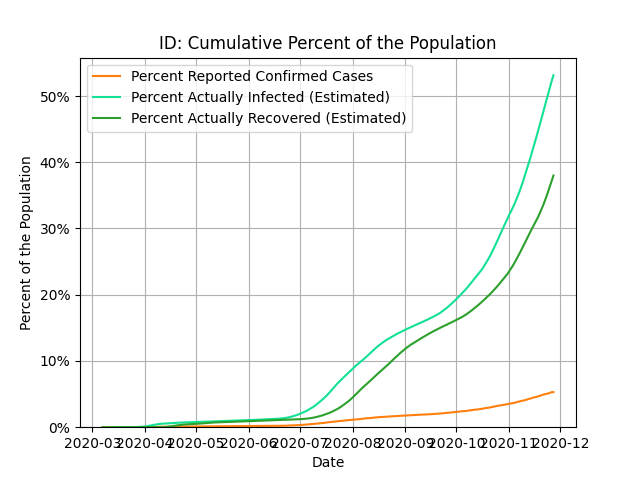 ID: Cumulative Percent of the Population
Percent Reported Confirmed Cases
Percent Actually Infected (Estimated)
Percent Actually Recovered (Estimated)
Percent of the Population
50%
40%
30%
20%
10%
0%
2020-03 2020-04 2020-05 2020-06 2020-07 2020-08 2020-09 2020-10 2020-11 2020-12
Date